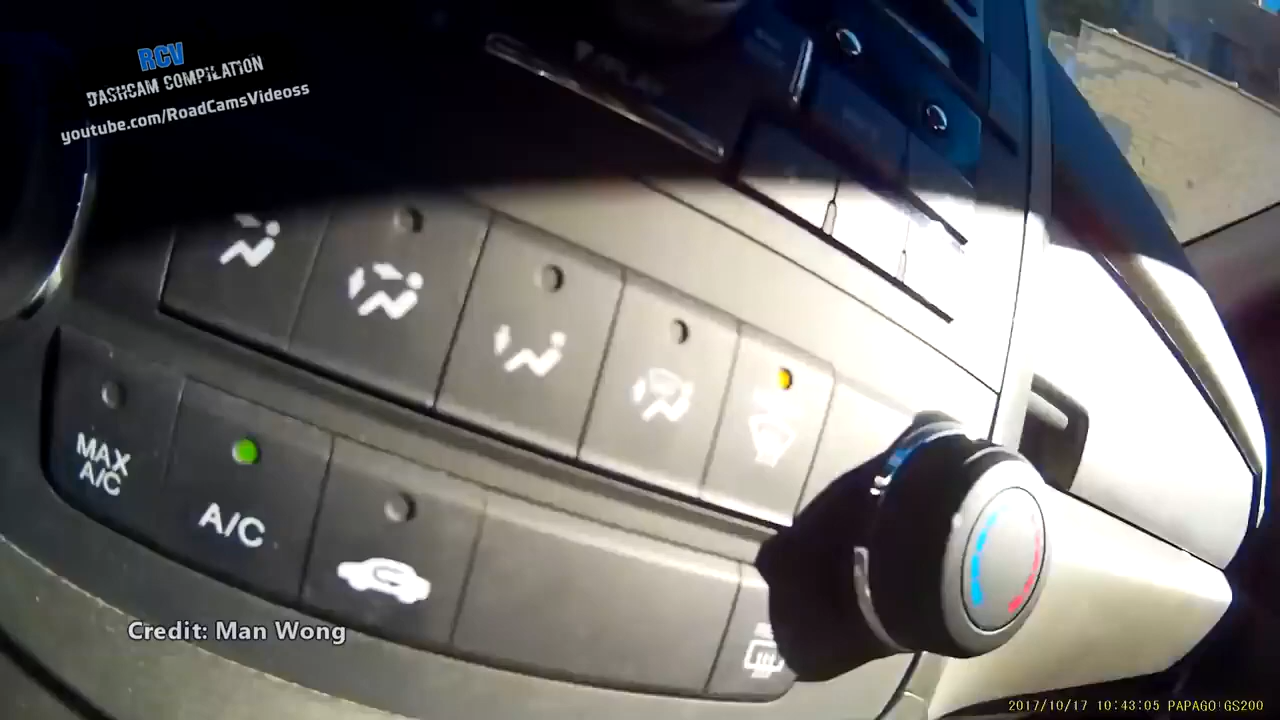 RCV
DASHCAM COMPILATION
youtube.com/RoadCamsVideoss
MAX
A/C
A/C
Credit: Man Wong
2017/10/17 10:43:05 PAPAGO GS200